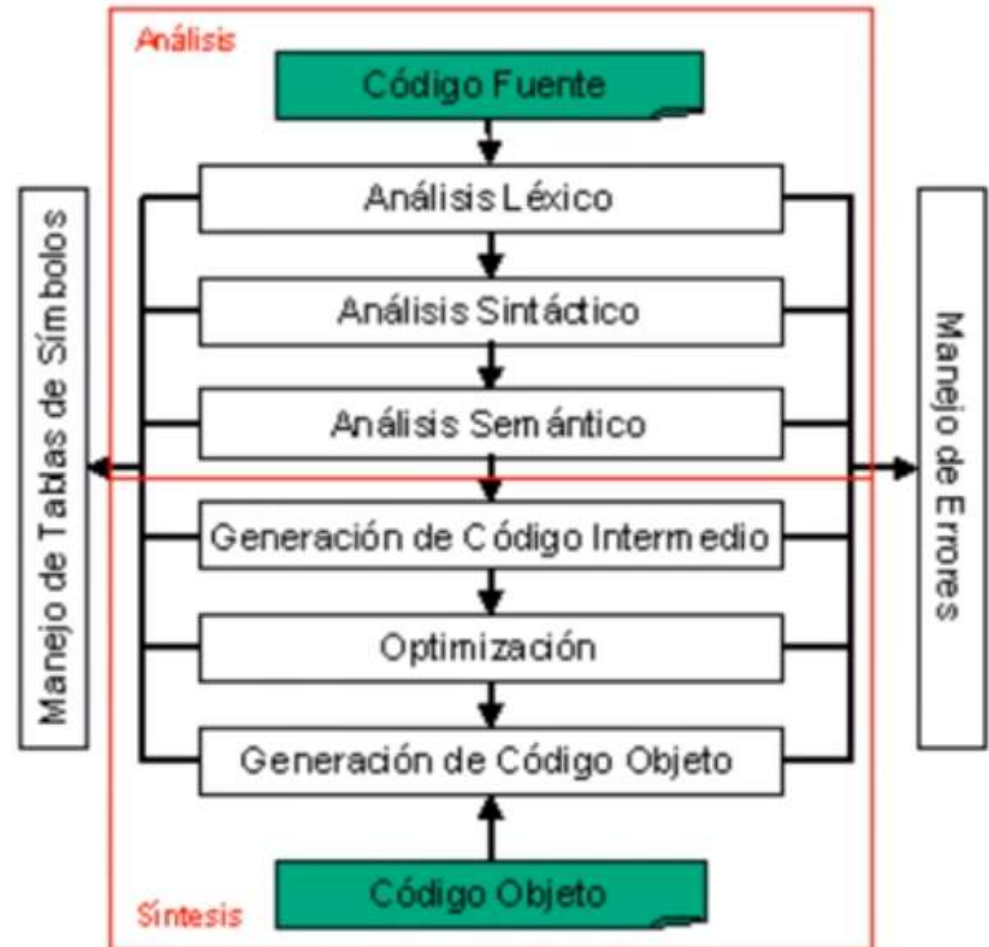 Análisis
Código Fuente
Análisis Léxico
Análisis Sintáctico
Análisis Semántico
Generación de Código Intermedio
Optimización
Generación de Código Objeto
Código Objeto
Síntesis
Manejo de Tablas de Símbolos
Manejo de Errores